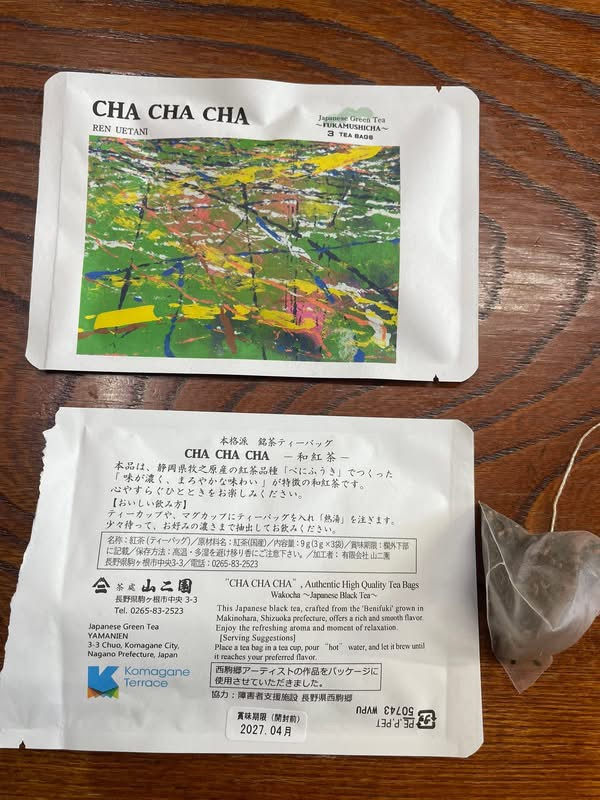 CHA CHA CHA
REN UETANI
Japanese Green Tea
～FUKAMUSHICHA～
3 TEA BAGS
本格派 銘茶ティーバッグ
CHA CHA CHA －和紅茶－
本品は、静岡県牧之原産の紅茶品種「べにふうき」でつくった
「味が濃く、まろやかな味わい」が特徴の和紅茶です。
心やすらぐひとときをお楽しみください。
【おいしい飲み方】
ティーカップや、マグカップにティーバッグを入れ「熱湯」を注ぎます。
少々待って、お好みの濃さまで抽出してお飲みください。
名称：紅茶(ティーバッグ)／原材料名：紅茶(国産)／内容量：9g(3g×3袋)／賞味期限：欄外下部
に記載／保存方法：高温・多湿を避け移り香にご注意下さい。／加工者：有限会社 山二園
長野県駒ヶ根市中央3-3／電話：0265-83-2523
茶処 山二園
長野県駒ヶ根市中央 3-3
Tel. 0265-83-2523
Japanese Green Tea
YAMANIEN
3-3 Chuo, Komagane City,
Nagano Prefecture, Japan
Komagane
Terrace
"CHA CHA CHA", Authentic High Quality Tea Bags
Wakocha ～Japanese Black Tea～
This Japanese black tea, crafted from the 'Benifuki' grown in
Makinohara, Shizuoka prefecture, offers a rich and smooth flavor.
Enjoy the refreshing aroma and moment of relaxation.
[Serving Suggestions]
Place a tea bag in a tea cup, pour "hot" water, and let it brew until
it reaches your preferred flavor.
西駒郷アーティストの作品をパッケージに
使用させていただきました。
協力：障害者支援施設 長野県西駒郷
賞味期限（開封前）
2027.04月
PE.P.PET
50743 WVPU